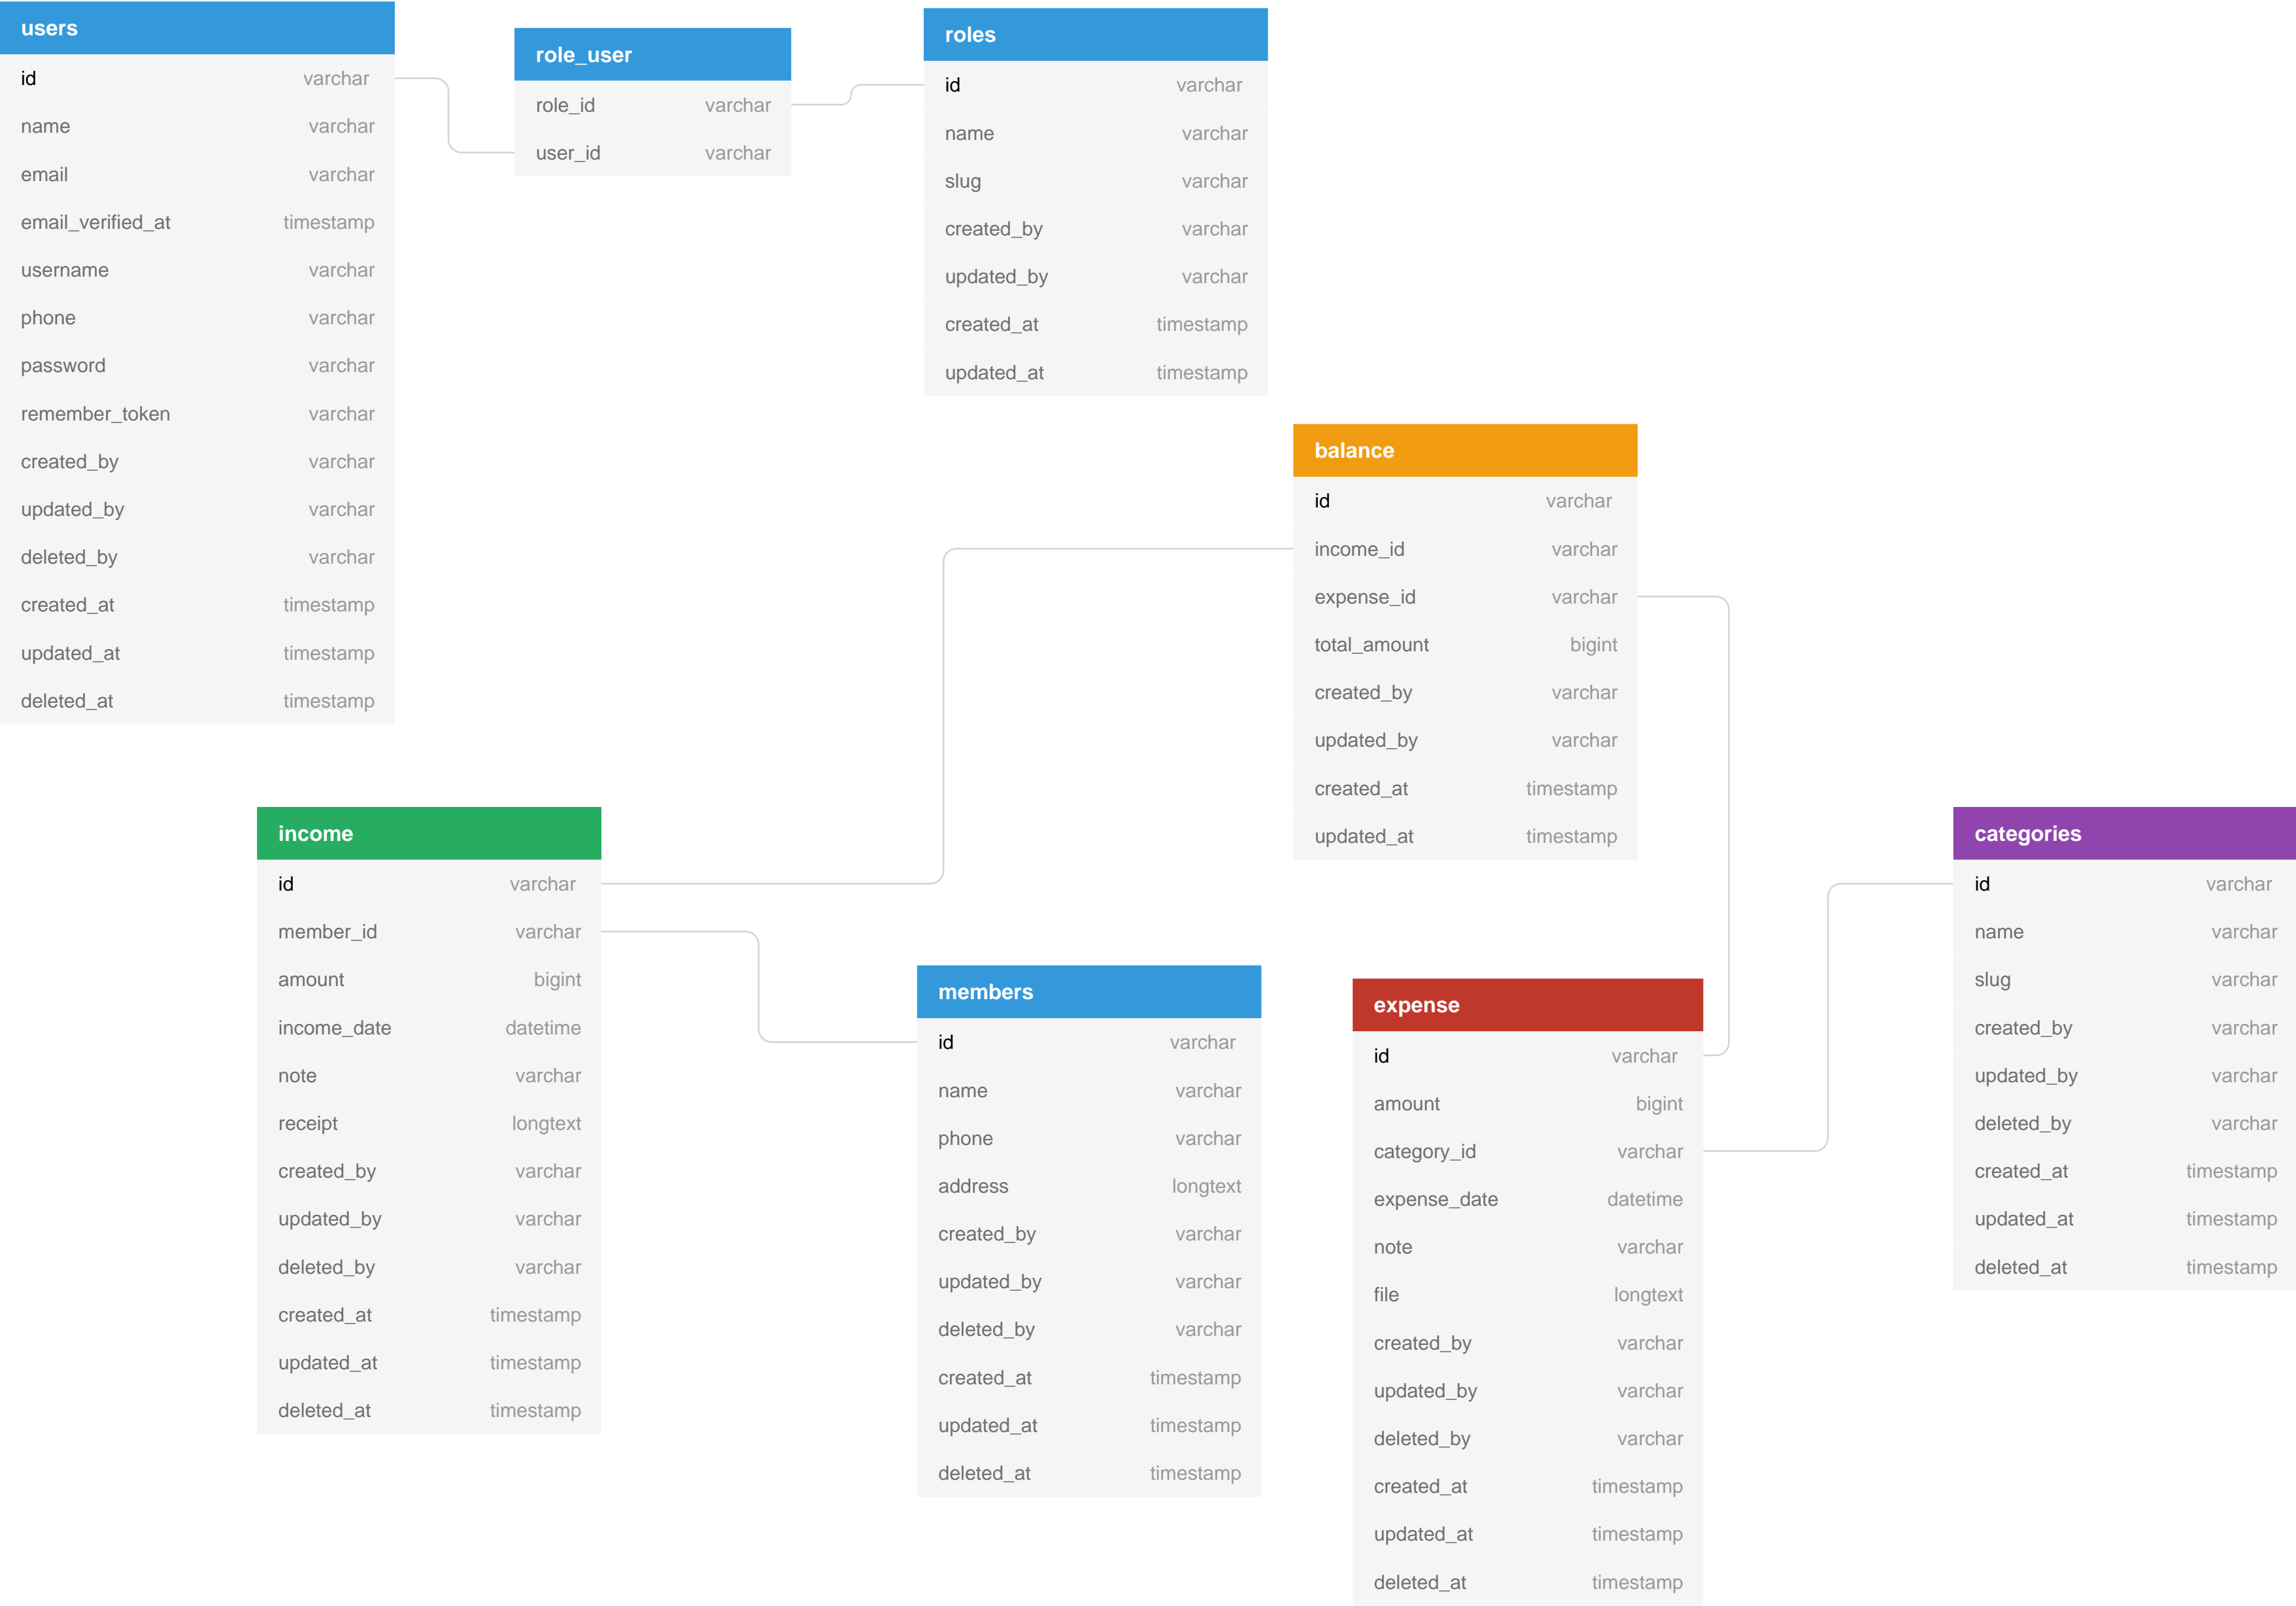 users
id varchar
name varchar
email varchar
email_verified_at timestamp
username varchar
phone varchar
password varchar
remember_token varchar
created_by varchar
updated_by varchar
deleted_by varchar
created_at timestamp
updated_at timestamp
deleted_at timestamp
role_user
role_id varchar
user_id varchar
roles
id varchar
name varchar
slug varchar
created_by varchar
updated_by varchar
created_at timestamp
updated_at timestamp
balance
id varchar
income_id varchar
expense_id varchar
total_amount bigint
created_by varchar
updated_by varchar
created_at timestamp
updated_at timestamp
income
id varchar
member_id varchar
amount bigint
income_date datetime
note varchar
receipt longtext
created_by varchar
updated_by varchar
deleted_by varchar
created_at timestamp
updated_at timestamp
deleted_at timestamp
members
id varchar
name varchar
phone varchar
address longtext
created_by varchar
updated_by varchar
deleted_by varchar
created_at timestamp
updated_at timestamp
deleted_at timestamp
expense
id varchar
amount bigint
category_id varchar
expense_date datetime
note varchar
file longtext
created_by varchar
updated_by varchar
deleted_by varchar
created_at timestamp
updated_at timestamp
deleted_at timestamp
categories
id varchar
name varchar
slug varchar
created_by varchar
updated_by varchar
deleted_by varchar
created_at timestamp
updated_at timestamp
deleted_at timestamp